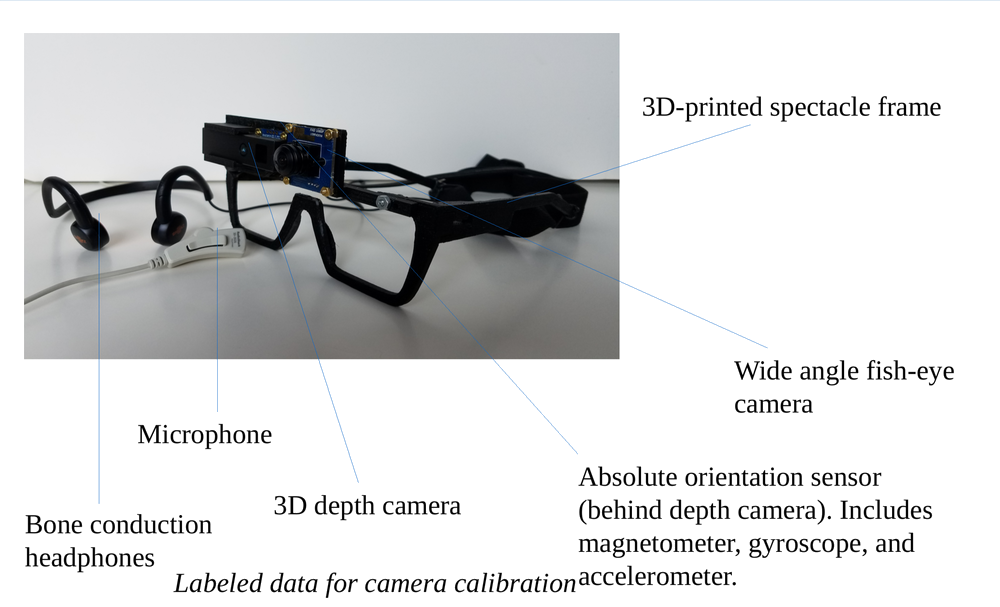 3D-printed spectacle frame
Wide angle fish-eye
camera
Microphone
Absolute orientation sensor
(behind depth camera). Includes
magnetometer, gyroscope, and
accelerometer.
3D depth camera
Bone conduction
headphones
Labeled data for camera calibration